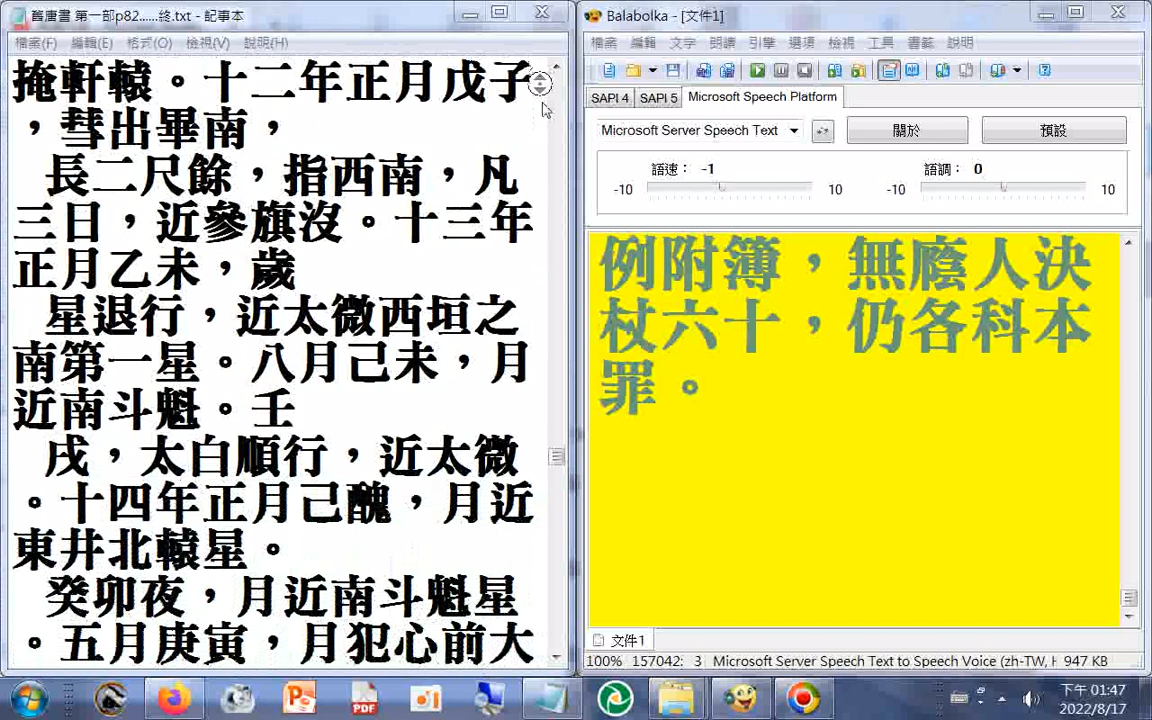 舊唐書 第一部p82......終.txt - 記事本
檔案(F) 編輯(E) 格式(O) 檢視(V) 說明(H)
掩軒轅。十二年正月戊子
，彗出畢南，
長二尺餘，指西南，凡
三日，近參旗沒。十三年
正月乙未，歲
星退行，近太微西垣之
南第一星。八月己未，月
近南斗魁。壬
戌，太白順行，近太微
。十四年正月己醜，月近
東井北轅星。
癸卯夜，月近南斗魁星
。五月庚寅，月犯心前大
Balabolka - [文件1]
檔案 編輯 文字 朗讀 引擎 選項 檢視 工具 書籤 說明
SAPI 4 SAPI 5 Microsoft Speech Platform
Microsoft Server Speech Text 關於 預設
語速： -1 語調： 0
-10 10 -10 10
例附簿，無廕人決
杖六十，仍各科本
罪。
文件1
100% 157042: 3 Microsoft Server Speech Text to Speech Voice (zh-TW, H 947 KB
下午 01:47
2022/8/17